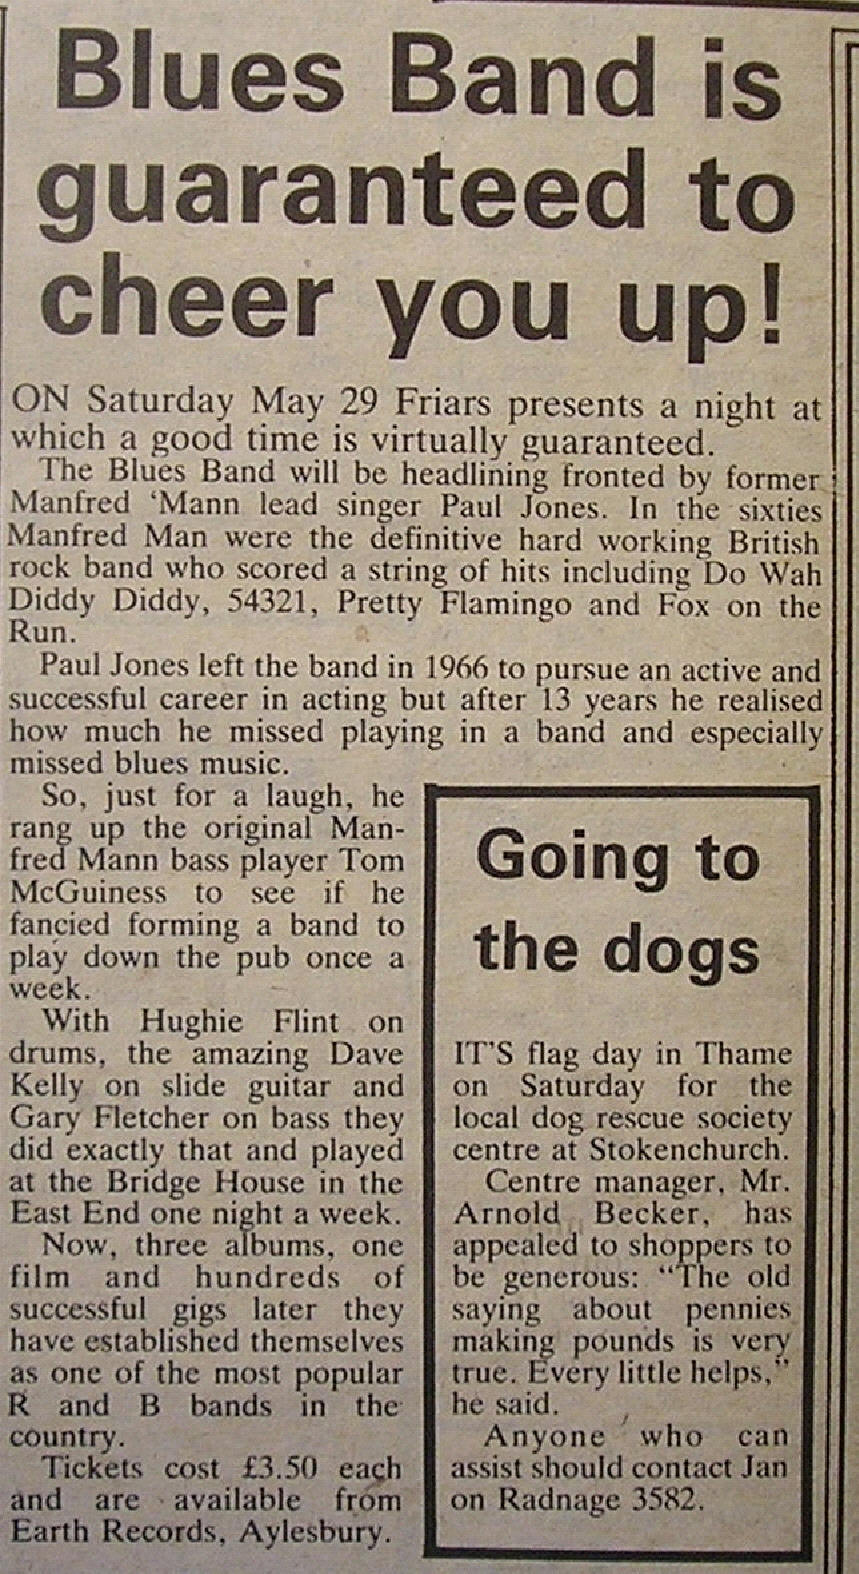 Blues Band is
guaranteed to
cheer you up!
ON Saturday May 29 Friars presents a night at
which a good time is virtually guaranteed.
The Blues Band will be headlining fronted by former
Manfred ‘Mann lead singer Paul Jones. In the sixties
Manfred Man were the definitive hard working British
rock band who scored a string of hits including Do Wah
Diddy Diddy, 54321, Pretty Flamingo and Fox on the
Run.
Paul Jones left the band in 1966 to pursue an active and
successful career in acting but after 13 years he realised
how much he missed playing in a band and especially
missed blues music.
So, just for a laugh, he
rang up the original Man-
fred Mann bass player Tom
McGuiness to see if he
fancied forming a band to
play down the pub once a
week.
With Hughie Flint on
drums, the amazing Dave
Kelly on slide guitar and
Gary Fletcher on bass they
did exactly that and played
at the Bridge House in the
East End one night a week.
Now, three albums, one
film and hundreds of
successful gigs later they
have established themselves
as one of the most popular
R and B bands in the
country.
Tickets cost £3.50 each
and are available from
Earth Records, Aylesbury.
Going to
the dogs
IT'S flag day in Thame
on Saturday for the
local dog rescue society
centre at Stokenchurch.
Centre manager, Mr.
Arnold Becker, has
appealed to shoppers to
be generous: “The old
saying about pennies
making pounds is very
true. Every little helps,”
he said.
Anyone who can
assist should contact Jan
on Radnage 3582.